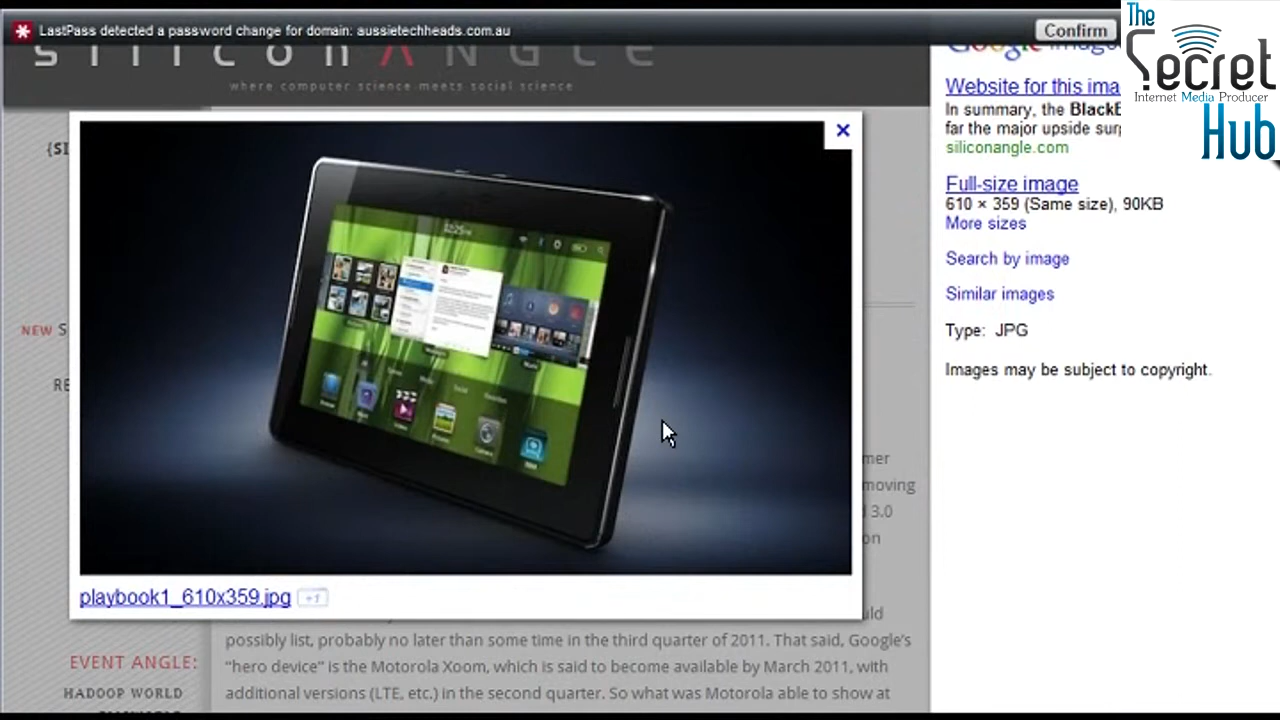 LastPass detected a password change for domain: aussietechheads.com.au
Confirm
The
Secret
Internet Media Producer
Hub
siliconANGLE
where computer science meets social science
Website for this ima
In summary, the BlackB
far the major upside sur
siliconangle.com
Full-size image
610 × 359 (Same size), 90KB
More sizes
Search by image
Similar images
Type: JPG
Images may be subject to copyright.
{SI
NEW S
RE
mer
moving
3.0
on
playbook1_610x359.jpg
+1
uld
possibly list, probably no later than some time in the third quarter of 2011. That said, Google's
"hero device" is the Motorola Xoom, which is said to become available by March 2011, with
additional versions (LTE, etc.) in the second quarter. So what was Motorola able to show at
EVENT ANGLE:
HADOOP WORLD